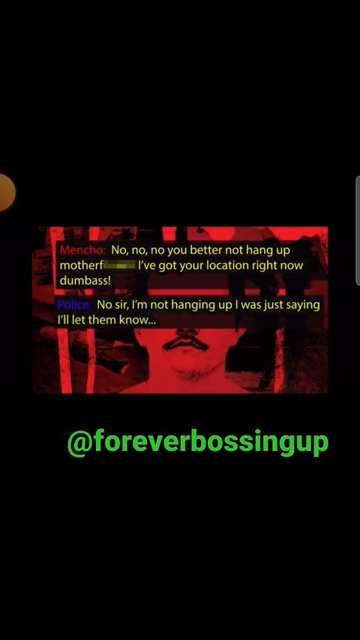 Mencho: No, no, no you better not hang up
motherf I've got your location right now
dumbass!
Police: No sir, I'm not hanging up I was just saying
I'll let them know...
@foreverbossingup